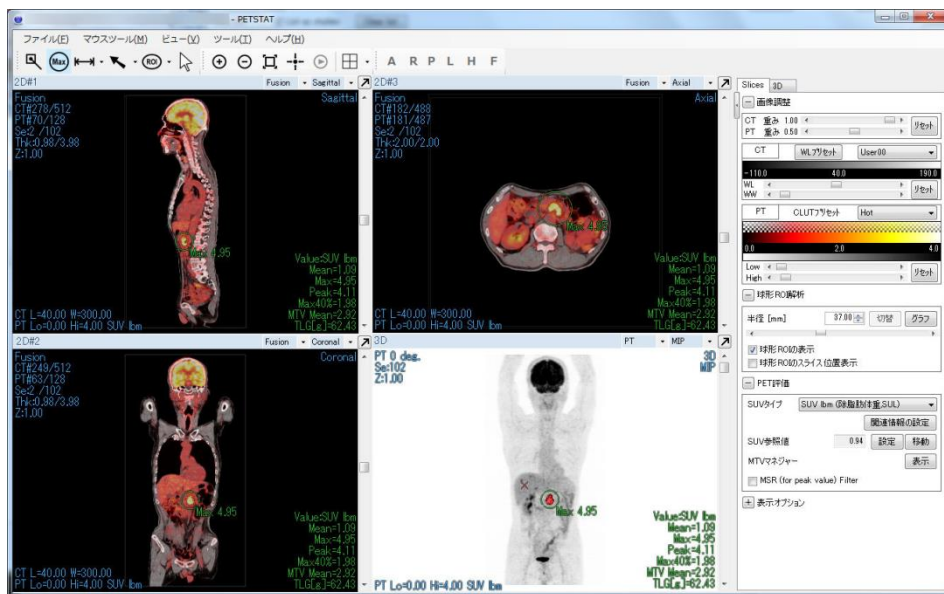 - PETSTAT
ファイル(F) マウスツール(M) ビュー(V) ツール(T) ヘルプ(H)
Max ROI A R P L H F
2D#1 Fusion Sagittal
Fusion
CT#278/512
PT#70/128
Se:2 /102
Thk:0.98/3.98
Z:1.00
Sagittal
Max 4.95
Value:SUV lbm
Mean=1.09
Max=4.95
Peak=4.11
Max40%=1.98
MTV Mean=2.92
TLG[g]=62.43
CT L=40.00 W=300.00
PT Lo=0.00 Hi=4.00 SUV lbm
2D#3 Fusion Axial
Fusion
CT#182/488
PT#181/487
Se:2 /102
Thk:2.00/2.00
Z:1.00
Axial
Max 4.95
Value:SUV lbm
Mean=1.09
Max=4.95
Peak=4.11
Max40%=1.98
MTV Mean=2.92
TLG[g]=62.43
CT L=40.00 W=300.00
PT Lo=0.00 Hi=4.00 SUV lbm
2D#2 Fusion Coronal
Fusion
CT#249/512
PT#63/128
Se:2 /102
Thk:0.98/3.98
Z:1.00
Coronal
Max 4.95
Value:SUV lbm
Mean=1.09
Max=4.95
Peak=4.11
Max40%=1.98
MTV Mean=2.92
TLG[g]=62.43
CT L=40.00 W=300.00
PT Lo=0.00 Hi=4.00 SUV lbm
3D PT MIP
PT 0 deg.
Se:102
Z:1.00
3D
MIP
Max 4.95
Value:SUV lbm
Mean=1.09
Max=4.95
Peak=4.11
Max40%=1.98
MTV Mean=2.92
TLG[g]=62.43
PT Lo=0.00 Hi=4.00 SUV lbm
Slices 3D
画像調整
CT 重み 1.00
PT 重み 0.50
リセット
CT WLプリセット User00
-110.0 40.0 190.0
WL
WW
リセット
PT CLUTプリセット Hot
0.0 2.0 4.0
Low
High
リセット
球形ROI解析
半径 [mm] 37.00 切替 グラフ
球形ROIの表示
球形ROIのスライス位置表示
PET評価
SUVタイプ SUV lbm (除脂肪体重,SUL)
関連情報の設定
SUV参照値 0.94 設定 移動
MTVマネジャー 表示
MSR (for peak value) Filter
表示オプション